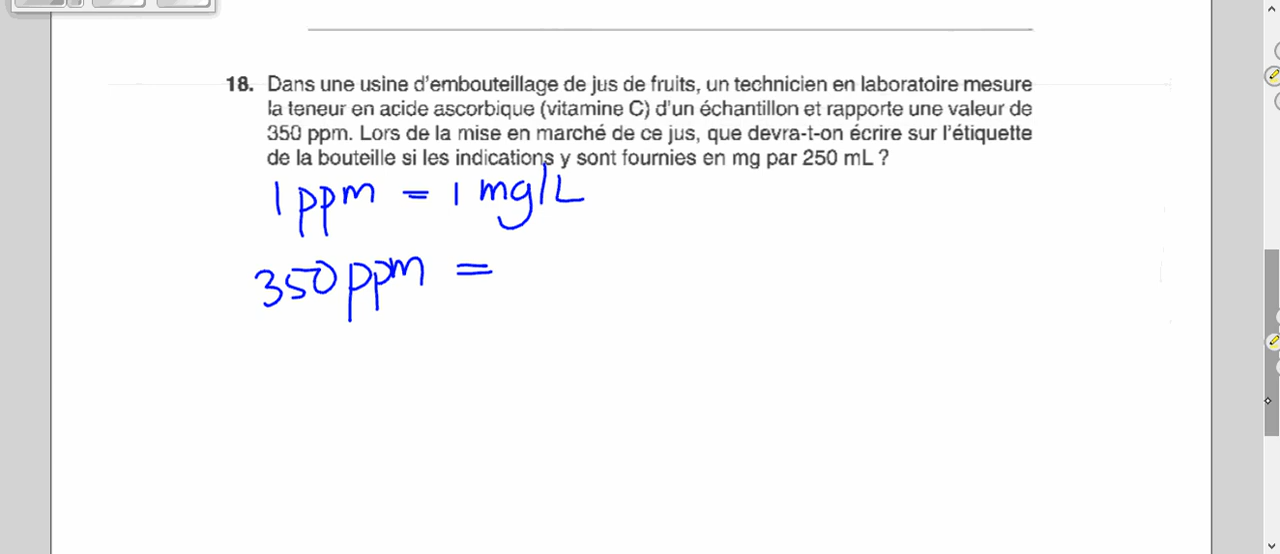 18. Dans une usine d'embouteillage de jus de fruits, un technicien en laboratoire mesure
la teneur en acide ascorbique (vitamine C) d'un échantillon et rapporte une valeur de
350 ppm. Lors de la mise en marché de ce jus, que devra-t-on écrire sur l'étiquette
de la bouteille si les indications y sont fournies en mg par 250 mL ?
1 ppm = 1 mg/L
350 ppm =